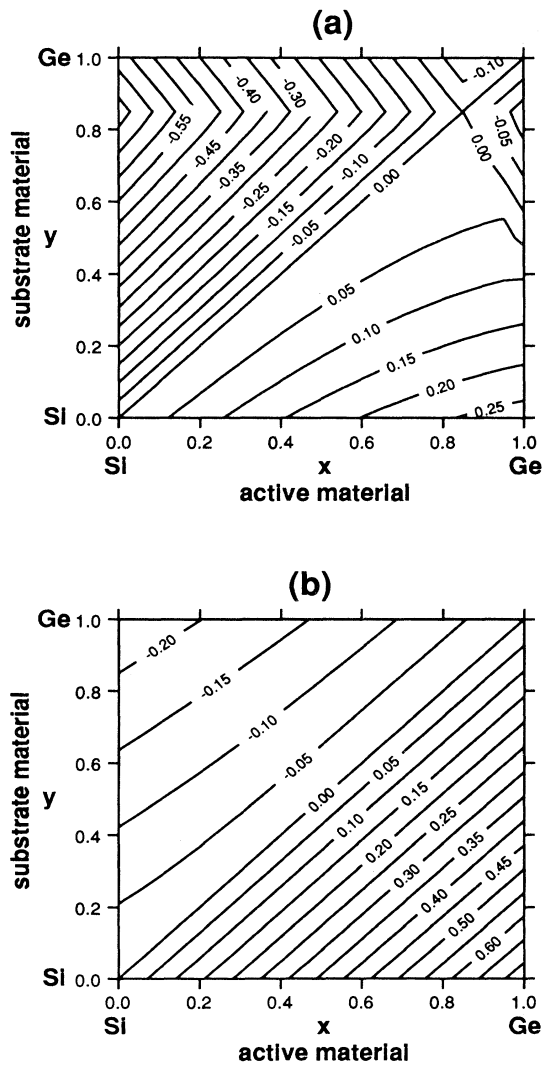 (a)
Ge 1.0
0.8
0.6
y
0.4
0.2
Si 0.0
substrate material
-0.40
-0.30
-0.10
-0.55
-0.45
-0.35
-0.25
-0.15
-0.05
-0.20
-0.10
0.00
0.00
-0.05
0.05
0.10
0.15
0.20
0.25
0.0 0.2 0.4 0.6 0.8 1.0
Si x Ge
active material
(b)
Ge 1.0
0.8
0.6
y
0.4
0.2
Si 0.0
substrate material
-0.20
-0.15
-0.10
-0.05
0.00
0.05
0.10
0.15
0.20
0.25
0.30
0.35
0.40
0.45
0.50
0.60
0.0 0.2 0.4 0.6 0.8 1.0
Si x Ge
active material